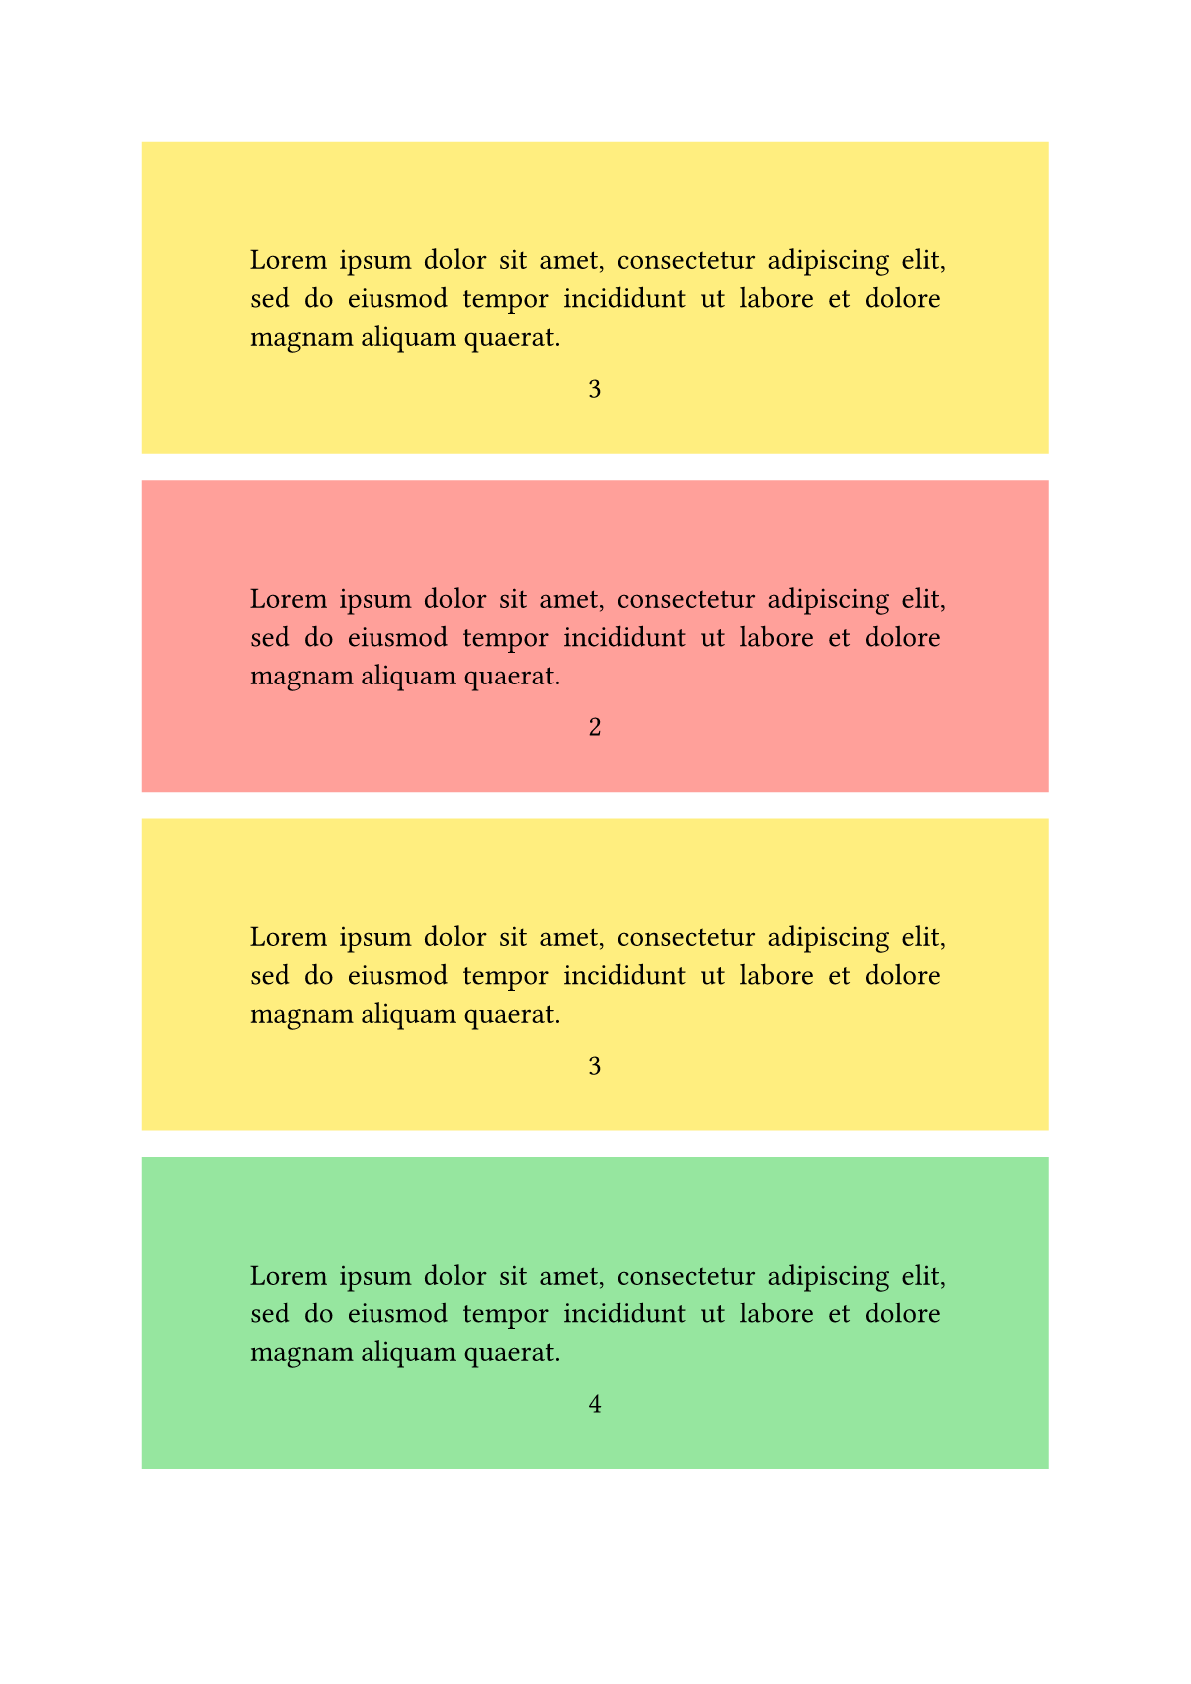 Lorem ipsum dolor sit amet, consectetur adipiscing elit,
sed do eiusmod tempor incididunt ut labore et dolore
magnam aliquam quaerat.
3
Lorem ipsum dolor sit amet, consectetur adipiscing elit,
sed do eiusmod tempor incididunt ut labore et dolore
magnam aliquam quaerat.
2
Lorem ipsum dolor sit amet, consectetur adipiscing elit,
sed do eiusmod tempor incididunt ut labore et dolore
magnam aliquam quaerat.
3
Lorem ipsum dolor sit amet, consectetur adipiscing elit,
sed do eiusmod tempor incididunt ut labore et dolore
magnam aliquam quaerat.
4